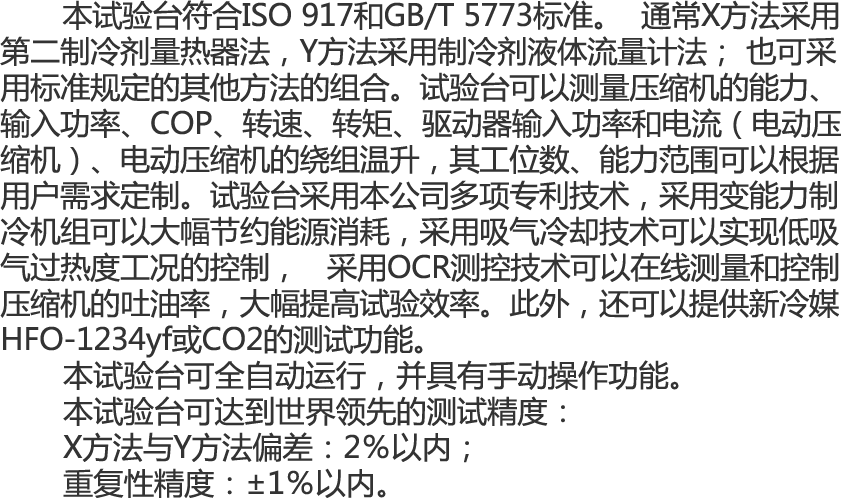 本试验台符合ISO 917和GB/T 5773标准。 通常X方法采用
第二制冷剂量热器法，Y方法采用制冷剂液体流量计法； 也可采
用标准规定的其他方法的组合。试验台可以测量压缩机的能力、
输入功率、COP、转速、转矩、驱动器输入功率和电流（电动压
缩机）、电动压缩机的绕组温升，其工位数、能力范围可以根据
用户需求定制。试验台采用本公司多项专利技术，采用变能力制
冷机组可以大幅节约能源消耗，采用吸气冷却技术可以实现低吸
气过热度工况的控制， 采用OCR测控技术可以在线测量和控制
压缩机的吐油率，大幅提高试验效率。此外，还可以提供新冷媒
HFO-1234yf或CO2的测试功能。
本试验台可全自动运行，并具有手动操作功能。
本试验台可达到世界领先的测试精度：
X方法与Y方法偏差：2%以内；
重复性精度：±1%以内。